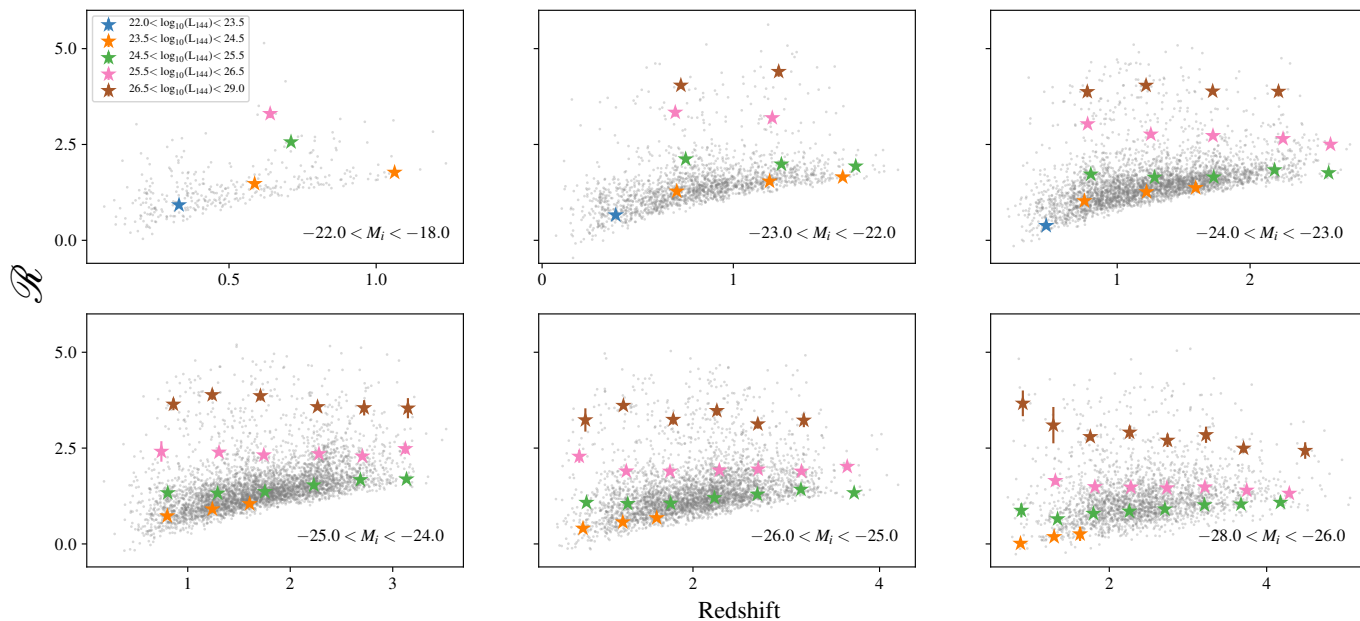 5.0
2.5
0.0
22.0< log₁₀(L₁₄₄)< 23.5
23.5< log₁₀(L₁₄₄)< 24.5
24.5< log₁₀(L₁₄₄)< 25.5
25.5< log₁₀(L₁₄₄)< 26.5
26.5< log₁₀(L₁₄₄)< 29.0
−22.0 < Mᵢ < −18.0
0.5 1.0
−23.0 < Mᵢ < −22.0
0 1
−24.0 < Mᵢ < −23.0
1 2
ℛ
5.0
2.5
0.0
−25.0 < Mᵢ < −24.0
1 2 3
−26.0 < Mᵢ < −25.0
2 4
−28.0 < Mᵢ < −26.0
2 4
Redshift